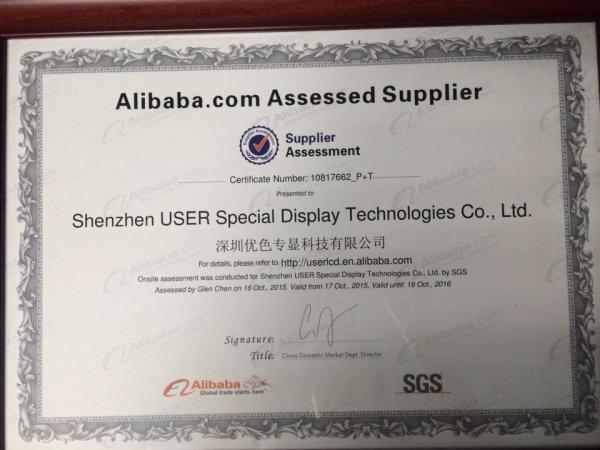 Alibaba.com Assessed Supplier
Supplier Assessment
Supplier
Assessment
Certificate Number: 10817662_P+T
Presented to
Shenzhen USER Special Display Technologies Co., Ltd.
深圳优色专显科技有限公司
For details, please refer to http://userlcd.en.alibaba.com
Onsite assessment was conducted for Shenzhen USER Special Display Technologies Co., Ltd. by SGS
Assessed by Glen Chen on 16 Oct., 2015. Valid from 17 Oct., 2015, Valid until: 16 Oct., 2016
Signature:
Title: China Domestic Market Dept. Director
Alibaba.com
Global trade starts here
SGS